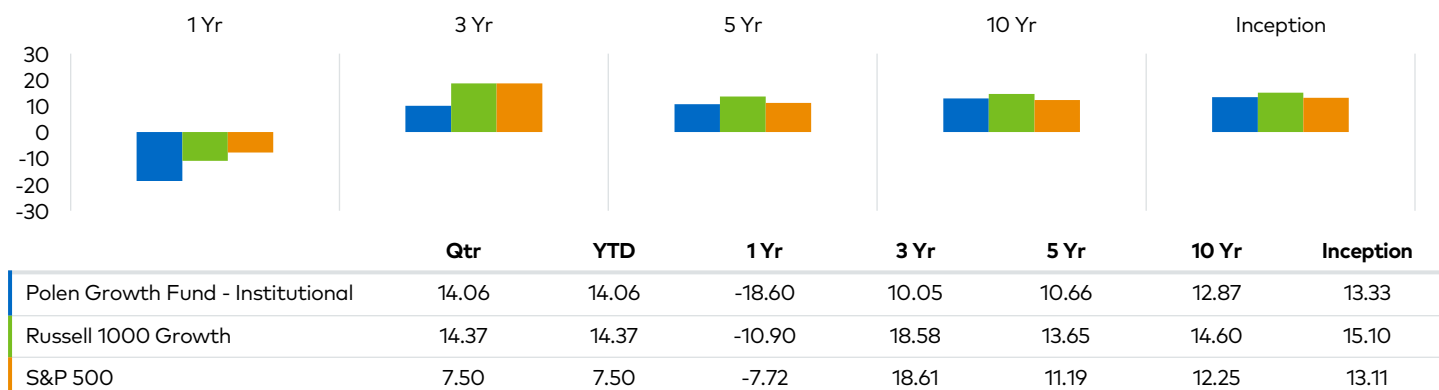 1 Yr 3 Yr 5 Yr 10 Yr Inception
30
20
10
0
-10
-20
-30
Qtr YTD 1 Yr 3 Yr 5 Yr 10 Yr Inception
Polen Growth Fund - Institutional 14.06 14.06 -18.60 10.05 10.66 12.87 13.33
Russell 1000 Growth 14.37 14.37 -10.90 18.58 13.65 14.60 15.10
S&P 500 7.50 7.50 -7.72 18.61 11.19 12.25 13.11